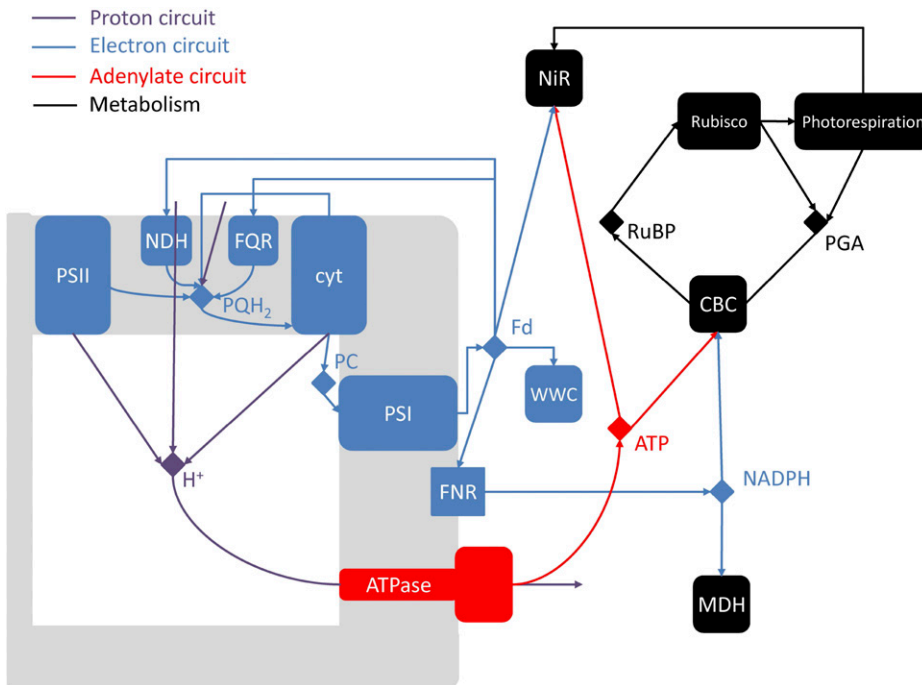 Proton circuit
Electron circuit
Adenylate circuit
Metabolism
NiR
Rubisco
Photorespiration
RuBP
PGA
NDH
FQR
PSII
cyt
PQH₂
CBC
Fd
PC
WWC
PSI
ATP
H⁺
FNR
NADPH
ATPase
MDH